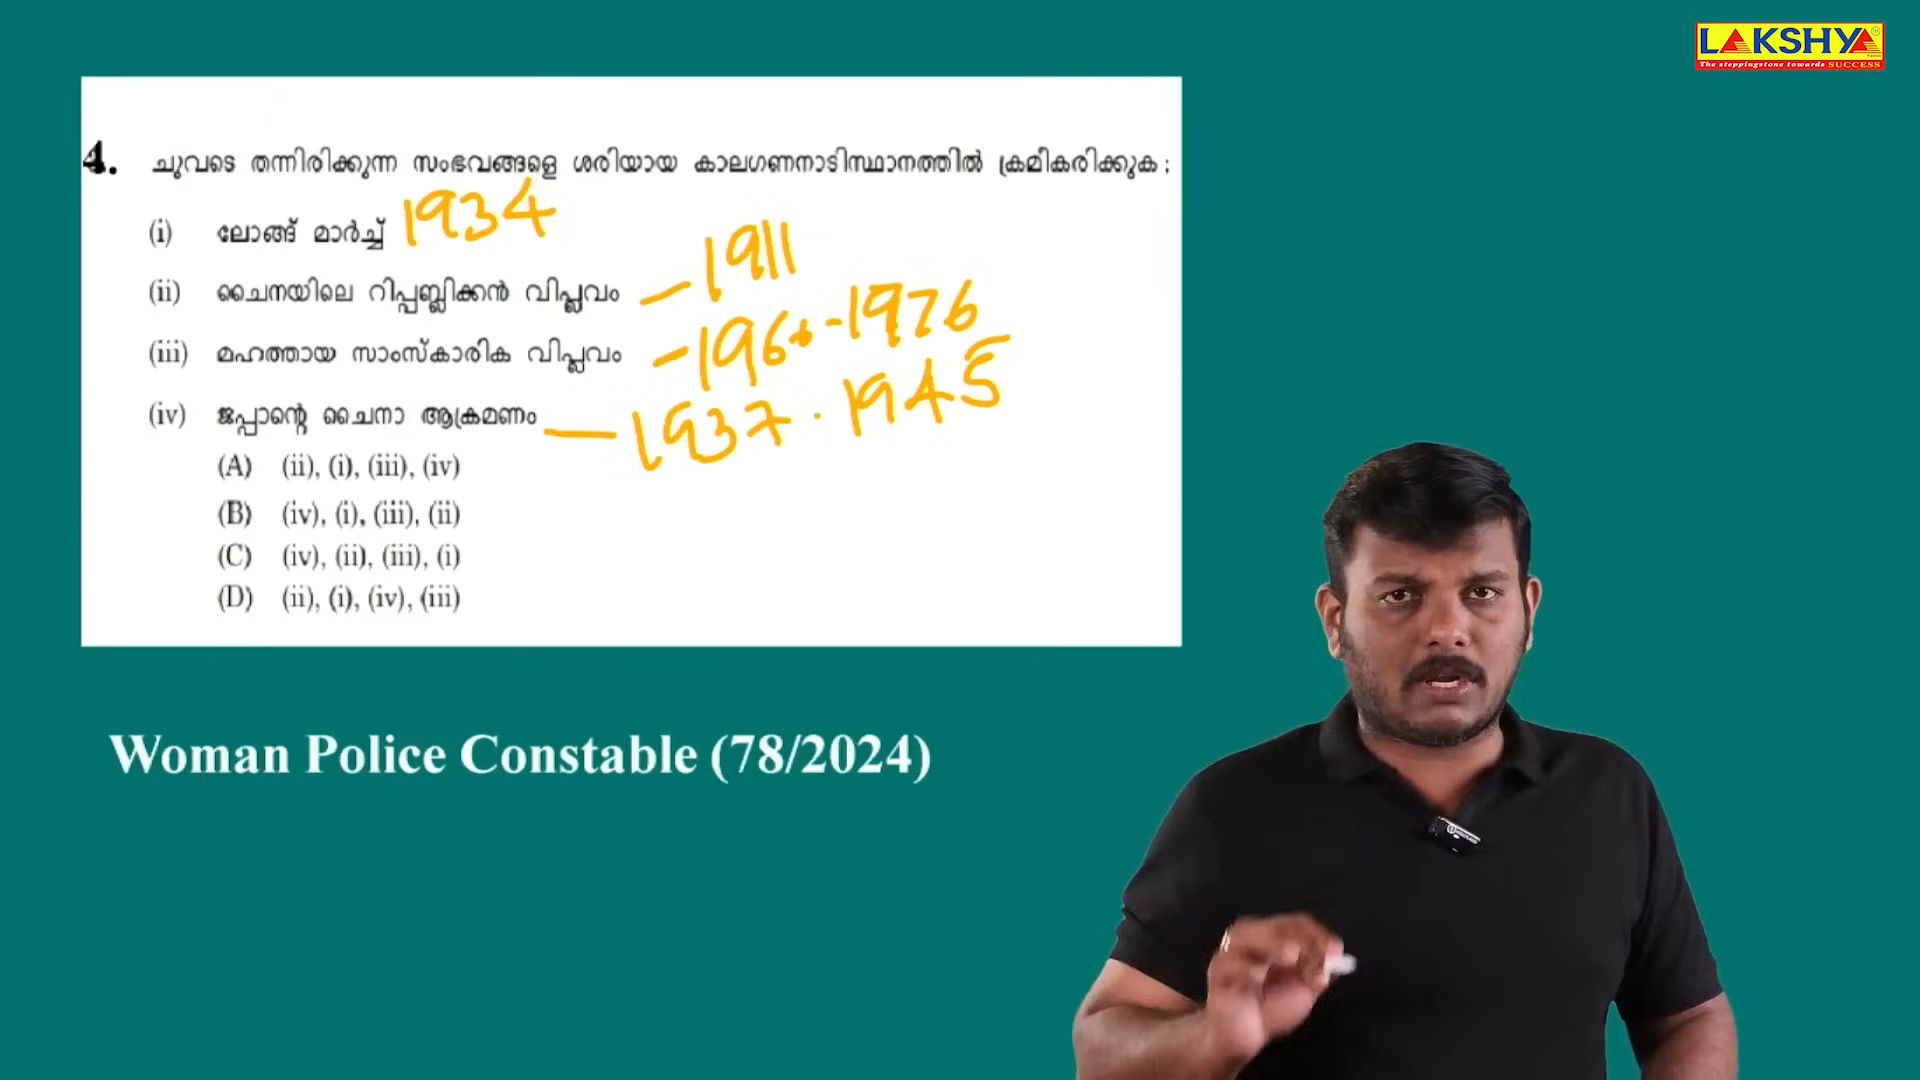 LAKSHYA
The steppingstone towards SUCCESS
4. ചുവടെ തന്നിരിക്കുന്ന സംഭവങ്ങളെ ശരിയായ കാലഗണനാടിസ്ഥാനത്തിൽ ക്രമീകരിക്കുക :
(i) ലോങ്ങ് മാർച്ച് 1934
(ii) ചൈനയിലെ റിപ്പബ്ലിക്കൻ വിപ്ലവം — 1911
(iii) മഹത്തായ സാംസ്കാരിക വിപ്ലവം - 1966 - 1976
(iv) ജപ്പാന്റെ ചൈനാ ആക്രമണം — 1937 - 1945
(A) (ii), (i), (iii), (iv)
(B) (iv), (i), (iii), (ii)
(C) (iv), (ii), (iii), (i)
(D) (ii), (i), (iv), (iii)
Woman Police Constable (78/2024)